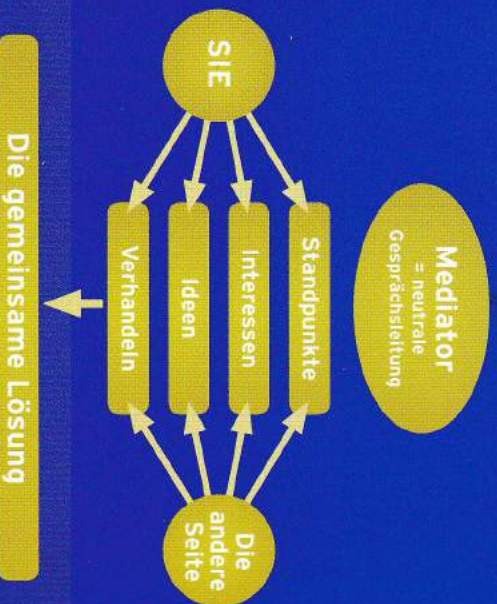 Mediator
= neutrale
Gesprächsleitung
SIE
Standpunkte
Interessen
Ideen
Verhandeln
Die
andere
Seite
Die gemeinsame Lösung